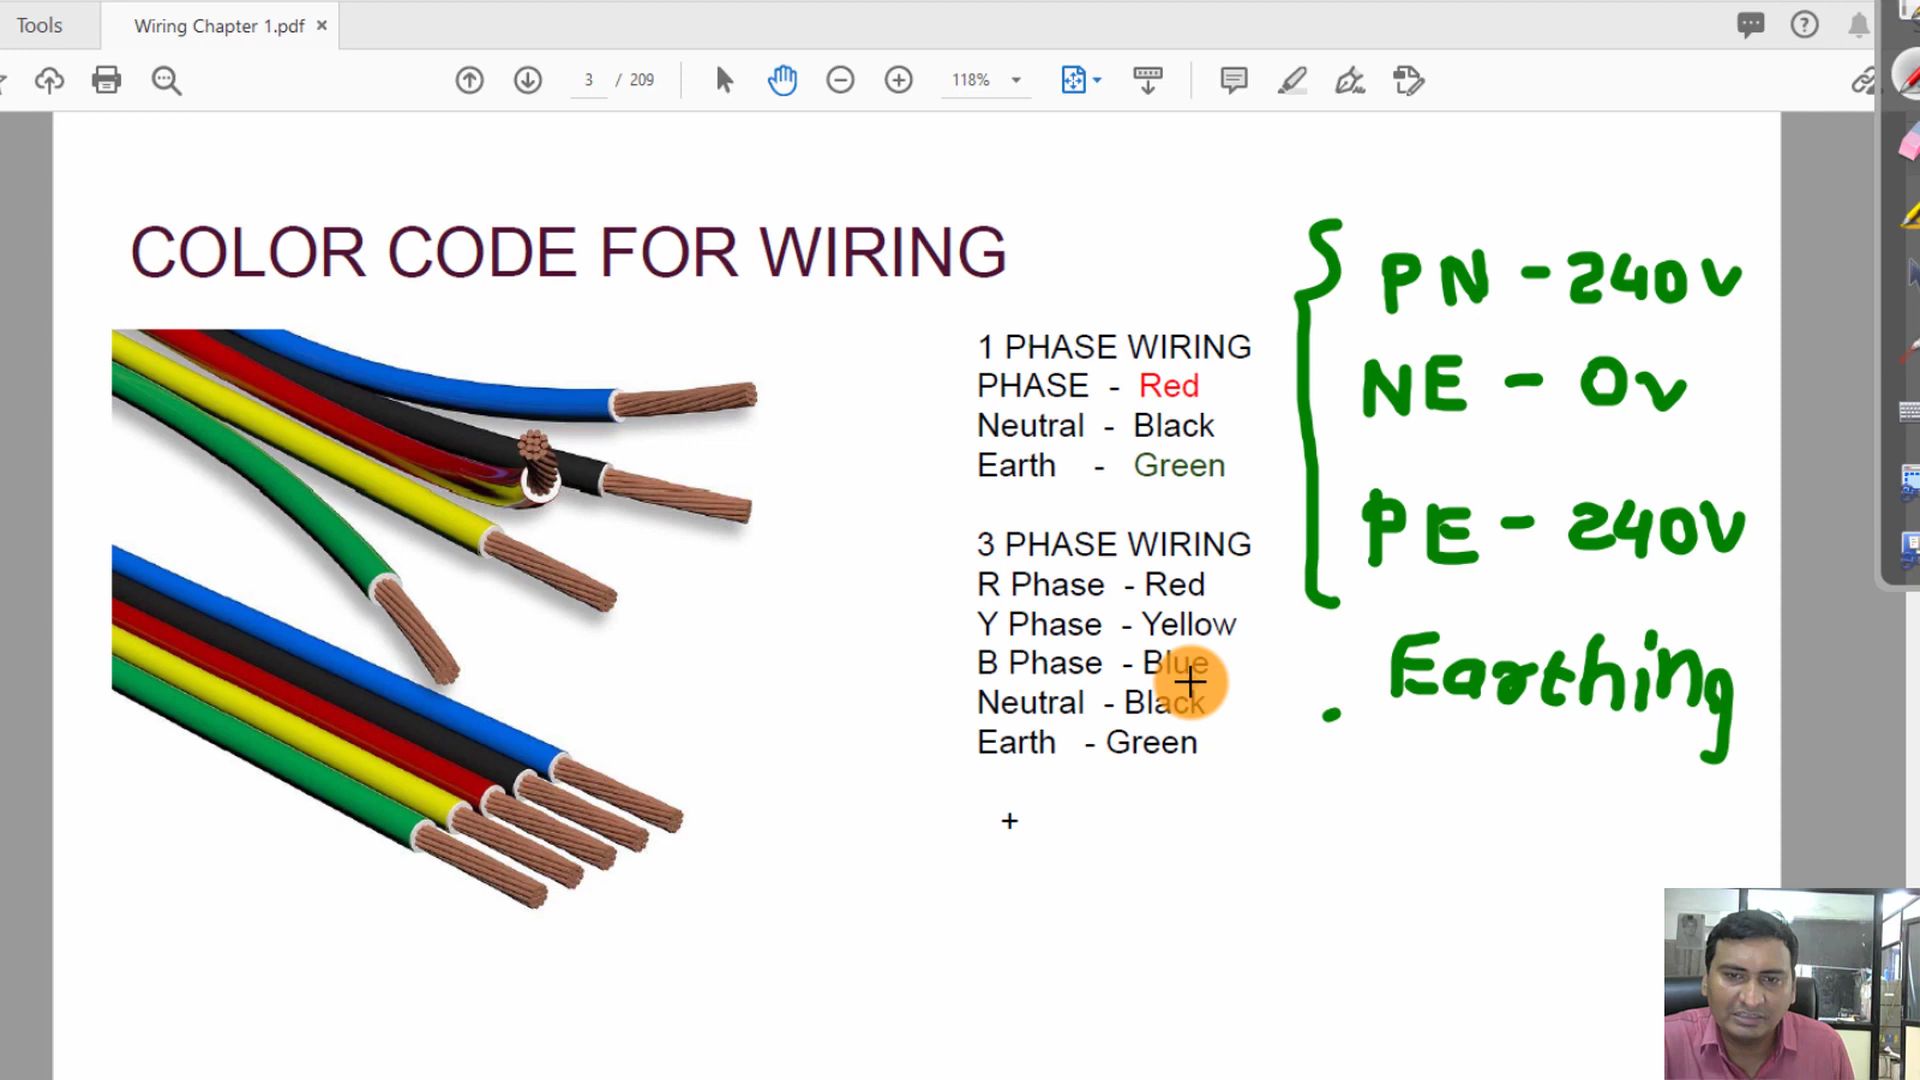 Tools
Wiring Chapter 1.pdf
3 / 209
118%
COLOR CODE FOR WIRING
1 PHASE WIRING
PHASE - Red
Neutral - Black
Earth - Green
3 PHASE WIRING
R Phase - Red
Y Phase - Yellow
B Phase - Blue
Neutral - Black
Earth - Green
PN - 240V
NE - 0v
PE - 240V
Earthing